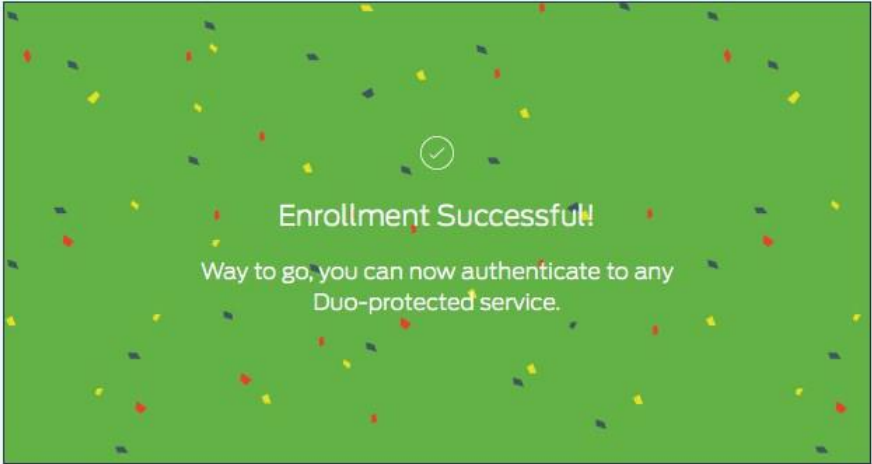 Enrollment Successful!
Way to go, you can now authenticate to any
Duo-protected service.